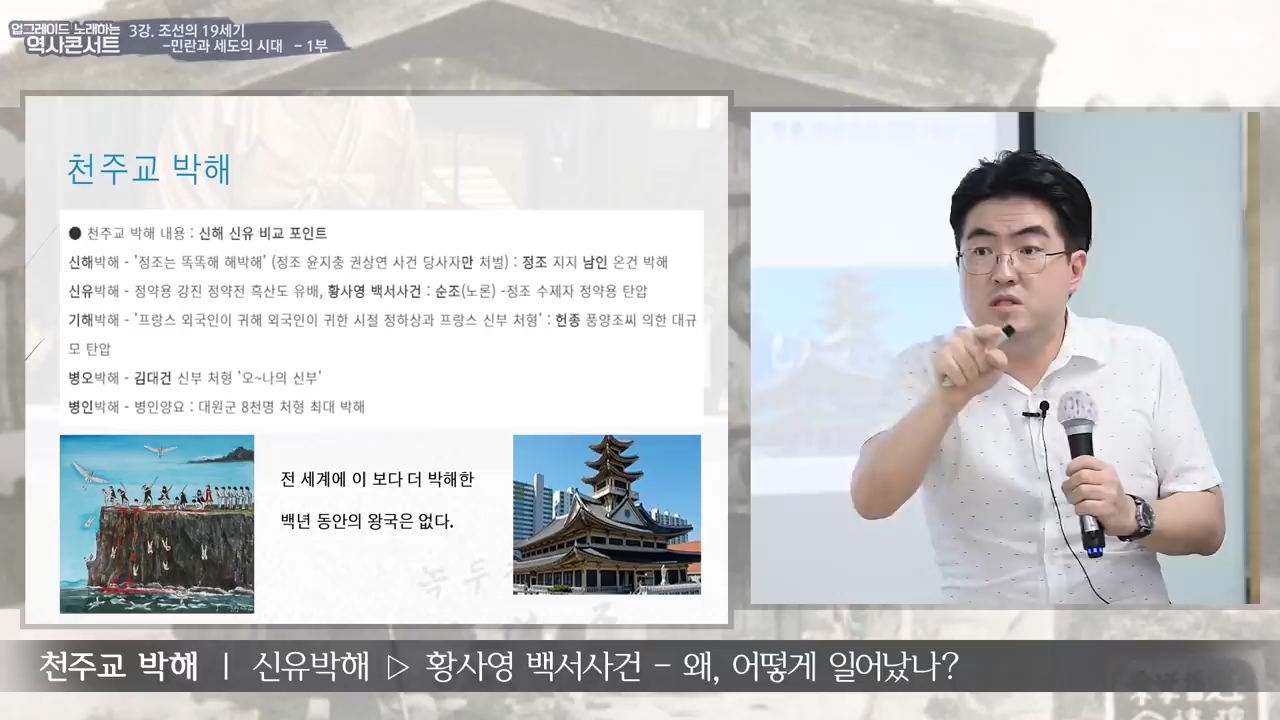 업그레이드 노래하는
역사콘서트
3강. 조선의 19세기
-민란과 세도의 시대 - 1부
천주교 박해
● 천주교 박해 내용 : 신해 신유 비교 포인트
신해박해 - '정조는 똑똑해 해박해' (정조 윤지충 권상연 사건 당사자만 처벌) : 정조 지지 남인 온건 박해
신유박해 - 정약용 강진 정약전 흑산도 유배, 황사영 백서사건 : 순조(노론) -정조 수제자 정약용 탄압
기해박해 - '프랑스 외국인이 귀해 외국인이 귀한 시절 정하상과 프랑스 신부 처형' : 헌종 풍양조씨 의한 대규
모 탄압
병오박해 - 김대건 신부 처형 '오~나의 신부'
병인박해 - 병인양요 : 대원군 8천명 처형 최대 박해
전 세계에 이 보다 더 박해한
백년 동안의 왕국은 없다.
녹 두
천주교 박해 | 신유박해 ▷ 황사영 백서사건 - 왜, 어떻게 일어났나?